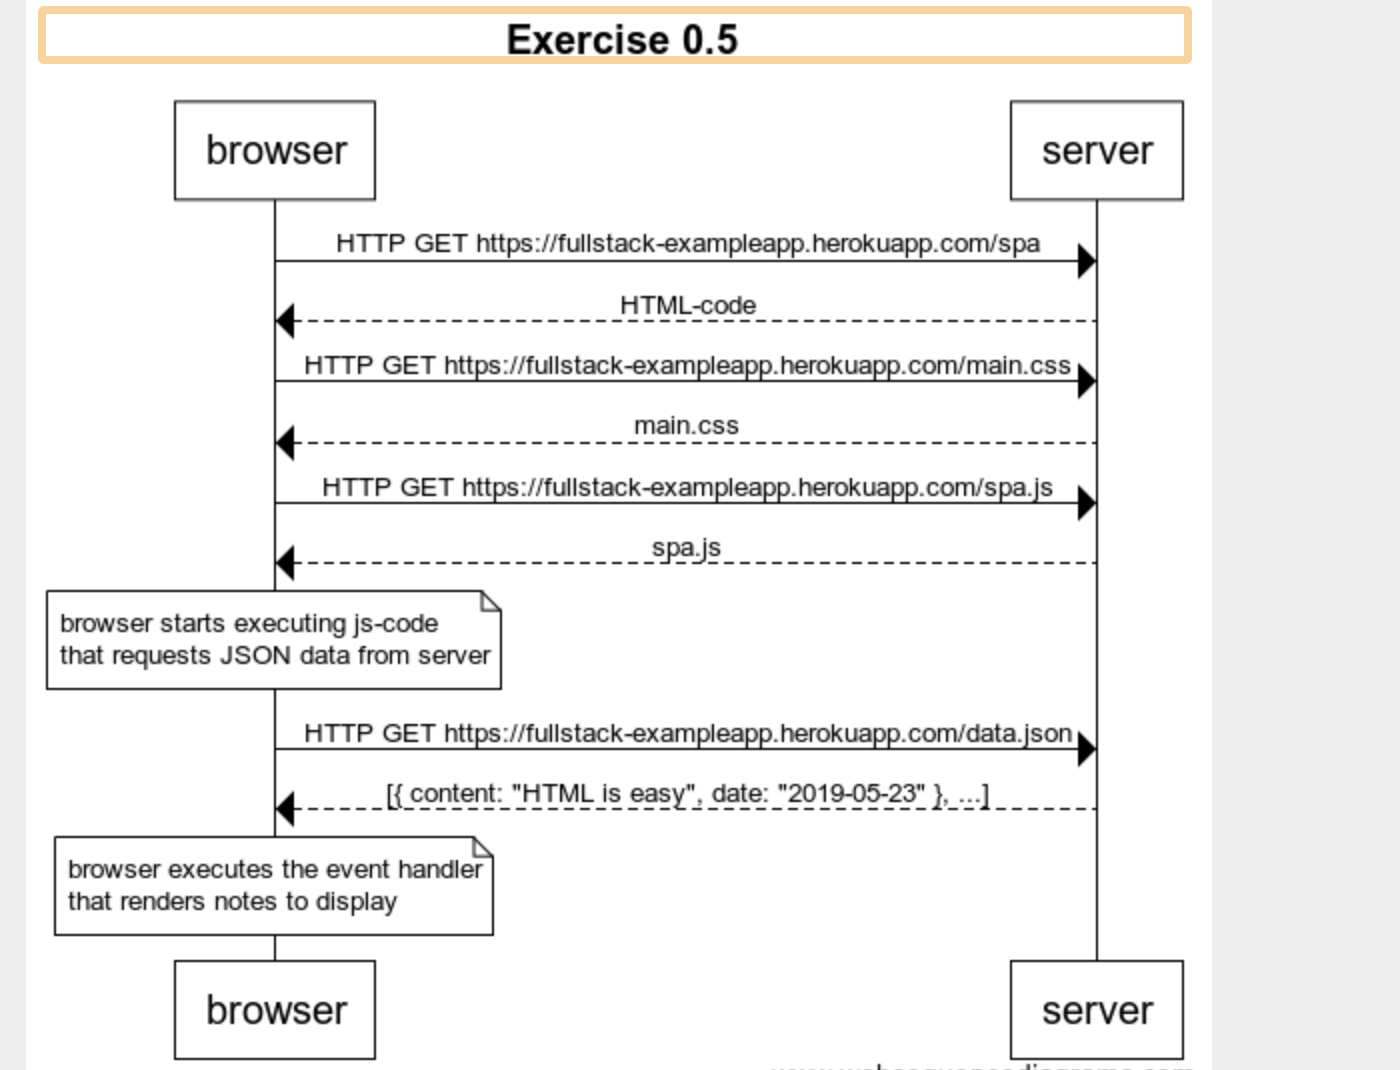 Exercise 0.5
browser
server
HTTP GET https://fullstack-exampleapp.herokuapp.com/spa
HTML-code
HTTP GET https://fullstack-exampleapp.herokuapp.com/main.css
main.css
HTTP GET https://fullstack-exampleapp.herokuapp.com/spa.js
spa.js
browser starts executing js-code
that requests JSON data from server
HTTP GET https://fullstack-exampleapp.herokuapp.com/data.json
[{ content: "HTML is easy", date: "2019-05-23" }, ...]
browser executes the event handler
that renders notes to display
browser
server
www.websequencediagrams.com